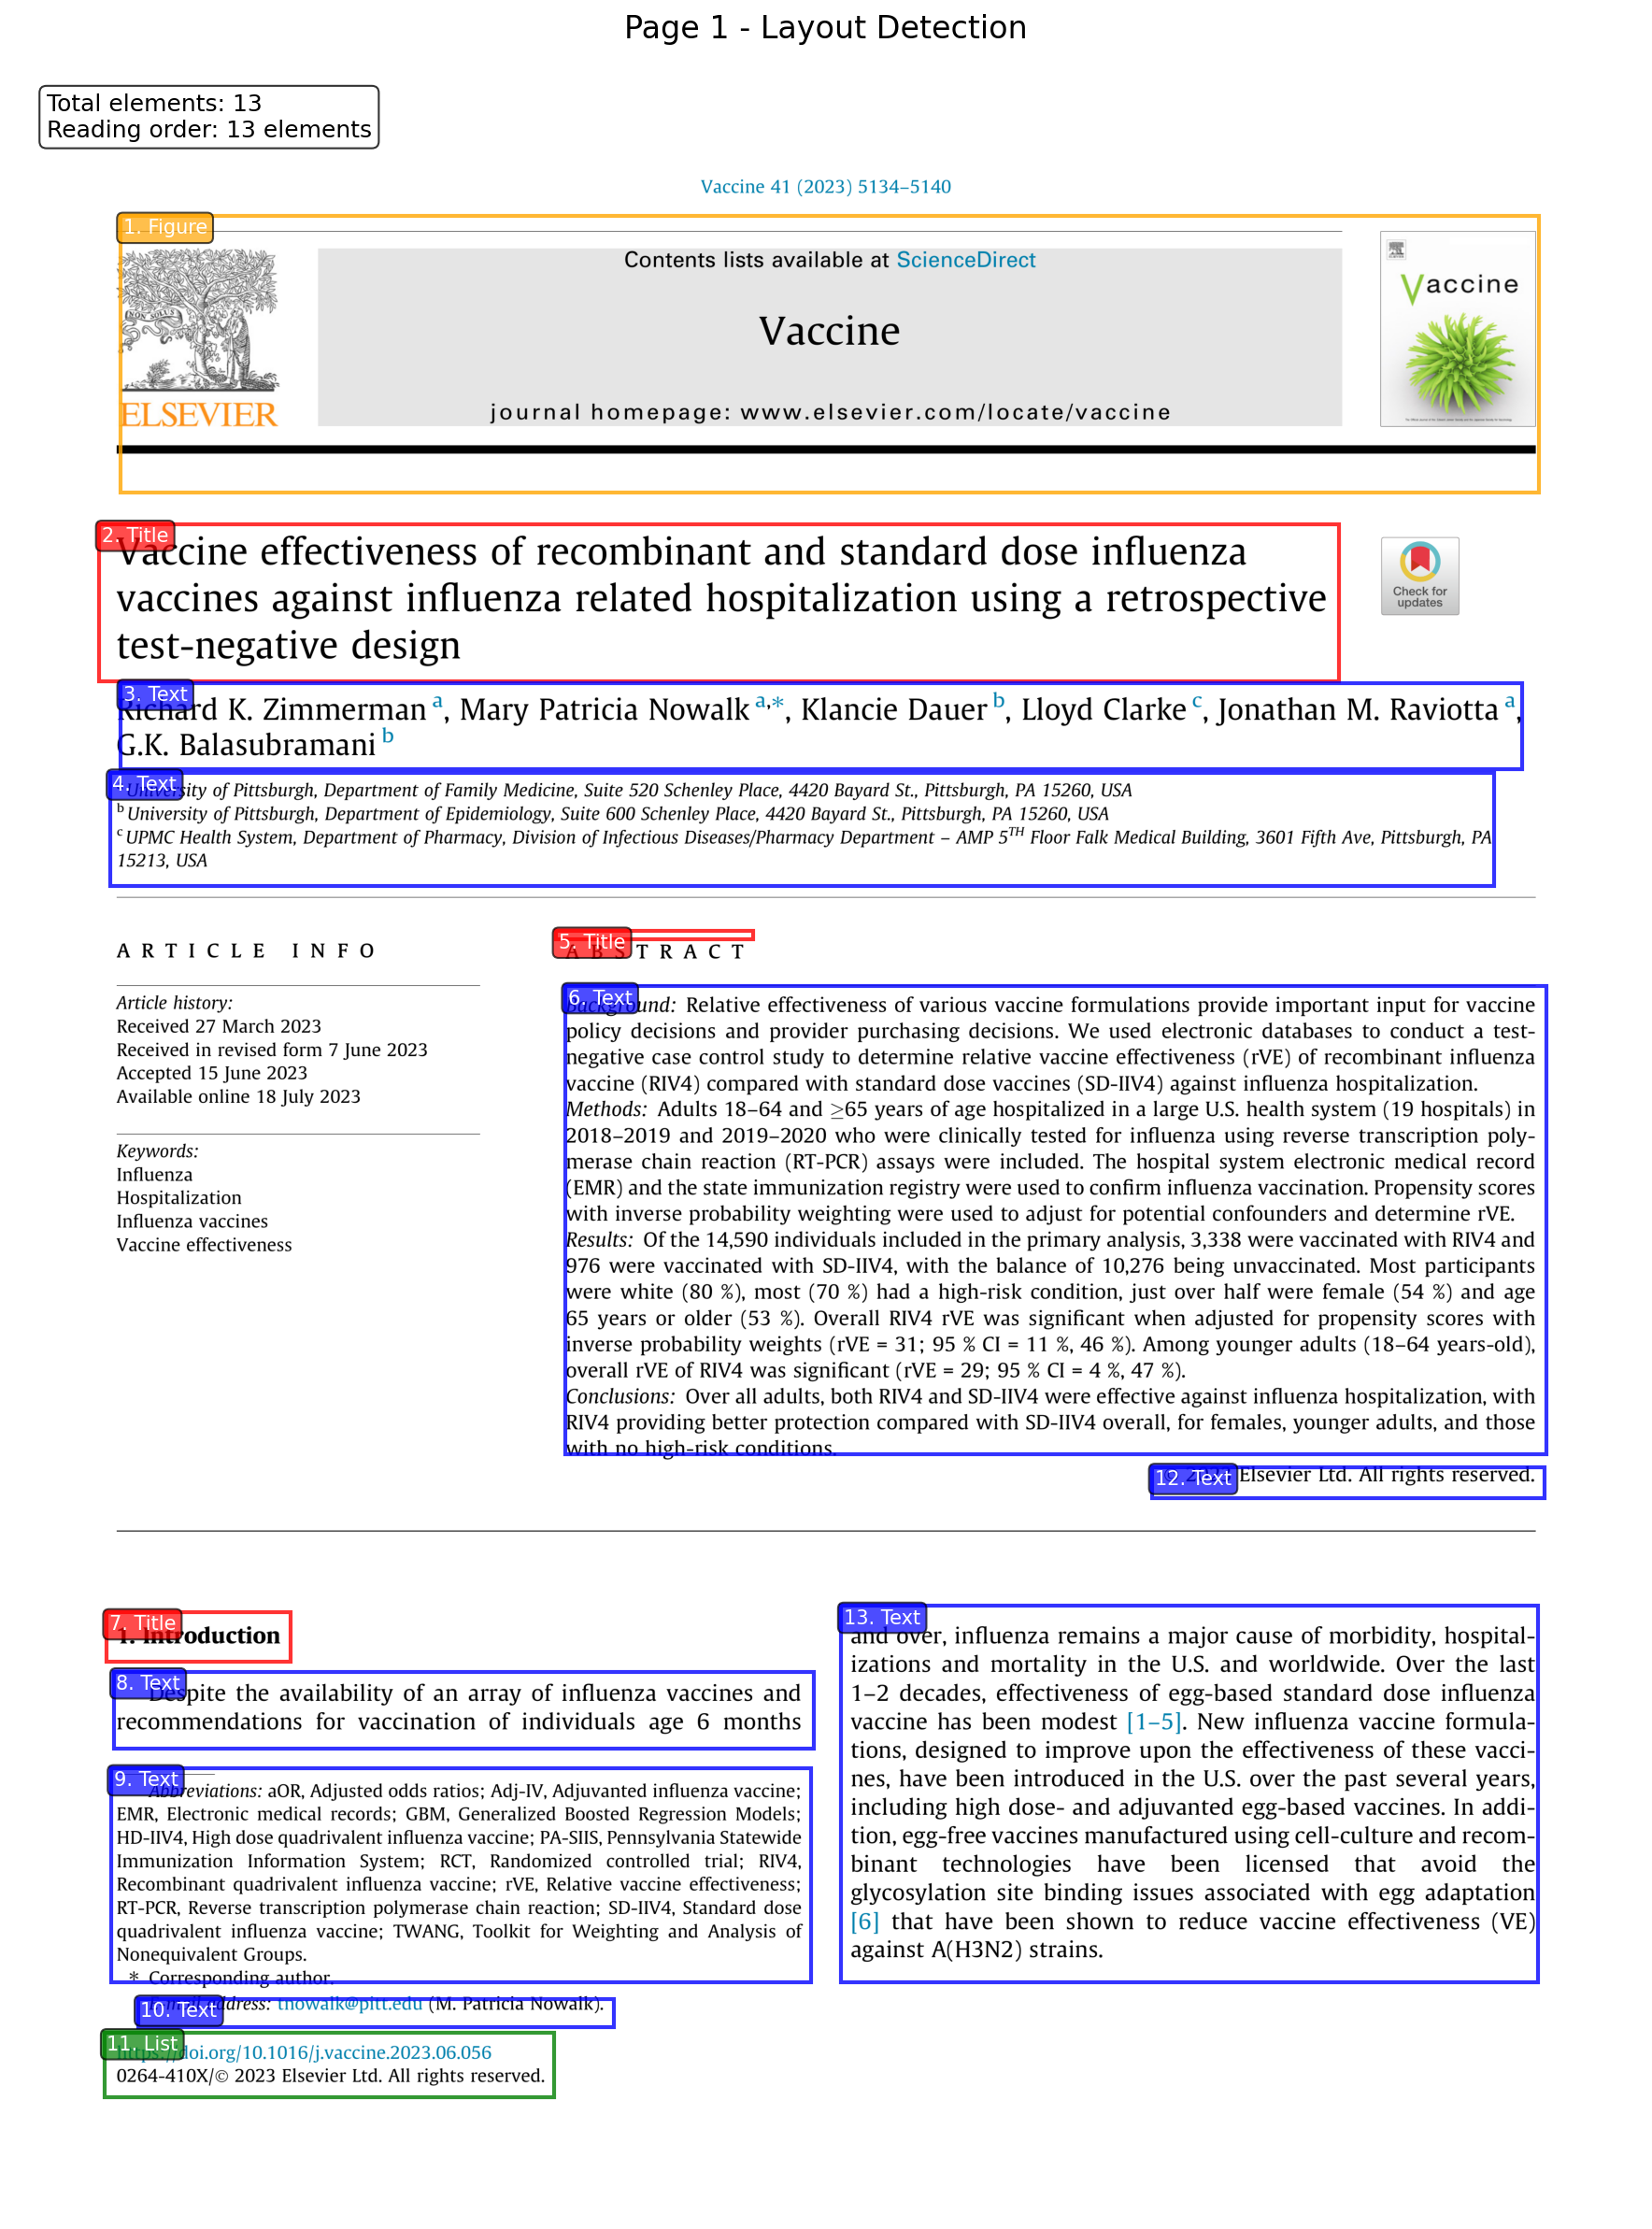 Page 1 - Layout Detection
Total elements: 13
Reading order: 13 elements
Vaccine 41 (2023) 5134–5140
1. Figure
NON SOLUS
ELSEVIER
Contents lists available at ScienceDirect
Vaccine
journal homepage: www.elsevier.com/locate/vaccine
Vaccine
2. Title
Vaccine effectiveness of recombinant and standard dose influenza
vaccines against influenza related hospitalization using a retrospective
test-negative design
Check for
updates
3. Text
Richard K. Zimmerman a, Mary Patricia Nowalk a,*, Klancie Dauer b, Lloyd Clarke c, Jonathan M. Raviotta a,
G.K. Balasubramani b
4. Text
University of Pittsburgh, Department of Family Medicine, Suite 520 Schenley Place, 4420 Bayard St., Pittsburgh, PA 15260, USA
b University of Pittsburgh, Department of Epidemiology, Suite 600 Schenley Place, 4420 Bayard St., Pittsburgh, PA 15260, USA
c UPMC Health System, Department of Pharmacy, Division of Infectious Diseases/Pharmacy Department – AMP 5TH Floor Falk Medical Building, 3601 Fifth Ave, Pittsburgh, PA
15213, USA
ARTICLE INFO
Article history:
Received 27 March 2023
Received in revised form 7 June 2023
Accepted 15 June 2023
Available online 18 July 2023
Keywords:
Influenza
Hospitalization
Influenza vaccines
Vaccine effectiveness
5. Title
ABSTRACT
6. Text
Background: Relative effectiveness of various vaccine formulations provide important input for vaccine
policy decisions and provider purchasing decisions. We used electronic databases to conduct a test-
negative case control study to determine relative vaccine effectiveness (rVE) of recombinant influenza
vaccine (RIV4) compared with standard dose vaccines (SD-IIV4) against influenza hospitalization.
Methods: Adults 18–64 and ≥65 years of age hospitalized in a large U.S. health system (19 hospitals) in
2018–2019 and 2019–2020 who were clinically tested for influenza using reverse transcription poly-
merase chain reaction (RT-PCR) assays were included. The hospital system electronic medical record
(EMR) and the state immunization registry were used to confirm influenza vaccination. Propensity scores
with inverse probability weighting were used to adjust for potential confounders and determine rVE.
Results: Of the 14,590 individuals included in the primary analysis, 3,338 were vaccinated with RIV4 and
976 were vaccinated with SD-IIV4, with the balance of 10,276 being unvaccinated. Most participants
were white (80 %), most (70 %) had a high-risk condition, just over half were female (54 %) and age
65 years or older (53 %). Overall RIV4 rVE was significant when adjusted for propensity scores with
inverse probability weights (rVE = 31; 95 % CI = 11 %, 46 %). Among younger adults (18–64 years-old),
overall rVE of RIV4 was significant (rVE = 29; 95 % CI = 4 %, 47 %).
Conclusions: Over all adults, both RIV4 and SD-IIV4 were effective against influenza hospitalization, with
RIV4 providing better protection compared with SD-IIV4 overall, for females, younger adults, and those
with no high-risk conditions.
12. Text
Elsevier Ltd. All rights reserved.
7. Title
1. Introduction
8. Text
Despite the availability of an array of influenza vaccines and
recommendations for vaccination of individuals age 6 months
9. Text
Abbreviations: aOR, Adjusted odds ratios; Adj-IV, Adjuvanted influenza vaccine;
EMR, Electronic medical records; GBM, Generalized Boosted Regression Models;
HD-IIV4, High dose quadrivalent influenza vaccine; PA-SIIS, Pennsylvania Statewide
Immunization Information System; RCT, Randomized controlled trial; RIV4,
Recombinant quadrivalent influenza vaccine; rVE, Relative vaccine effectiveness;
RT-PCR, Reverse transcription polymerase chain reaction; SD-IIV4, Standard dose
quadrivalent influenza vaccine; TWANG, Toolkit for Weighting and Analysis of
Nonequivalent Groups.
* Corresponding author.
10. Text
address: tnowalk@pitt.edu (M. Patricia Nowalk).
11. List
https://doi.org/10.1016/j.vaccine.2023.06.056
0264-410X/© 2023 Elsevier Ltd. All rights reserved.
13. Text
and over, influenza remains a major cause of morbidity, hospital-
izations and mortality in the U.S. and worldwide. Over the last
1–2 decades, effectiveness of egg-based standard dose influenza
vaccine has been modest [1–5]. New influenza vaccine formula-
tions, designed to improve upon the effectiveness of these vacci-
nes, have been introduced in the U.S. over the past several years,
including high dose- and adjuvanted egg-based vaccines. In addi-
tion, egg-free vaccines manufactured using cell-culture and recom-
binant technologies have been licensed that avoid the
glycosylation site binding issues associated with egg adaptation
[6] that have been shown to reduce vaccine effectiveness (VE)
against A(H3N2) strains.